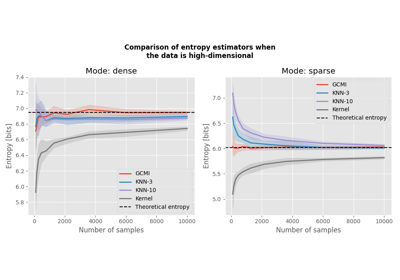 Comparison of entropy estimators when
the data is high-dimensional
Mode: dense
7.4
7.2
7.0
6.8
6.6
6.4
6.2
6.0
5.8
Entropy [bits]
GCMI
KNN-3
KNN-10
Kernel
Theoretical entropy
0
2000
4000
6000
8000
10000
Number of samples
Mode: sparse
7.0
6.5
6.0
5.5
5.0
Entropy [bits]
GCMI
KNN-3
KNN-10
Kernel
Theoretical entropy
0
2000
4000
6000
8000
10000
Number of samples